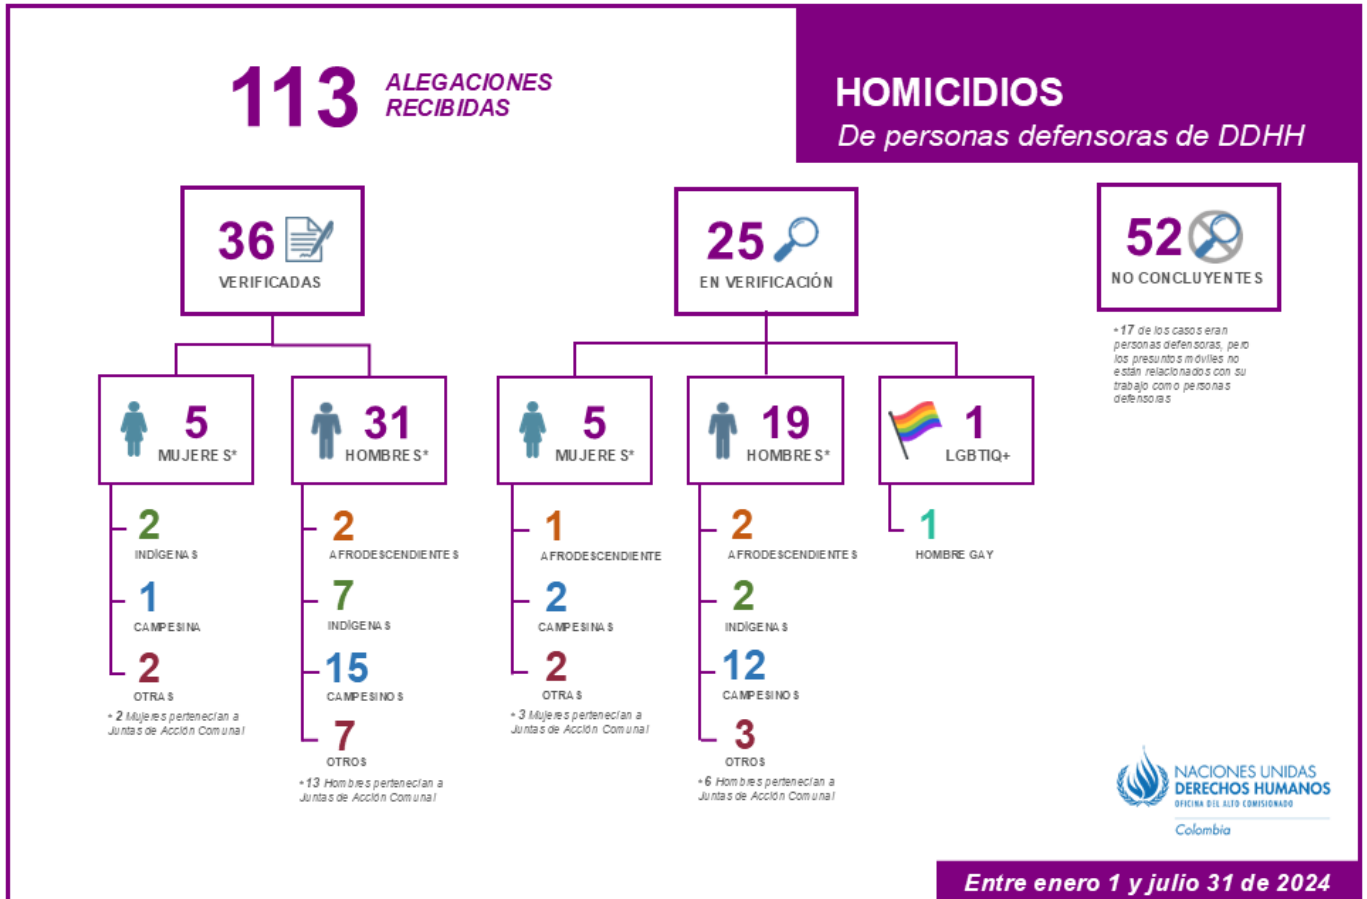 113
ALEGACIONES
RECIBIDAS
HOMICIDIOS
De personas defensoras de DDHH
36
VERIFICADAS
5
MUJERES*
2
INDÍGENAS
1
CAMPESINA
2
OTRAS
* 2 Mujeres pertenecían a
Juntas de Acción Comunal
31
HOMBRES*
2
AFRODESCENDIENTES
7
INDÍGENAS
15
CAMPESINOS
7
OTROS
* 13 Hombres pertenecían a
Juntas de Acción Comunal
25
EN VERIFICACIÓN
5
MUJERES*
1
AFRODESCENDIENTE
2
CAMPESINAS
2
OTRAS
* 3 Mujeres pertenecían a
Juntas de Acción Comunal
19
HOMBRES*
2
AFRODESCENDIENTES
2
INDÍGENAS
12
CAMPESINOS
3
OTROS
* 6 Hombres pertenecían a
Juntas de Acción Comunal
1
LGBTIQ+
1
HOMBRE GAY
52
NO CONCLUYENTES
* 17 de los casos eran
personas defensoras, pero
los presuntos móviles no
están relacionados con su
trabajo como personas
defensoras
NACIONES UNIDAS
DERECHOS HUMANOS
OFICINA DEL ALTO COMISIONADO
Colombia
Entre enero 1 y julio 31 de 2024